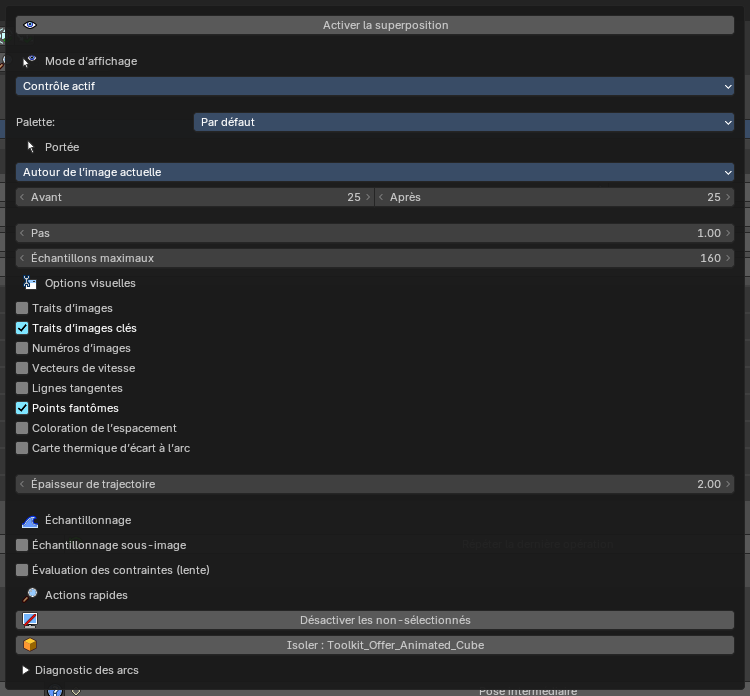 Activer la superposition
Mode d'affichage
Contrôle actif
Palette: Par défaut
Portée
Autour de l'image actuelle
Avant 25 Après 25
Pas 1.00
Échantillons maximaux 160
Options visuelles
Traits d'images
Traits d'images clés
Numéros d'images
Vecteurs de vitesse
Lignes tangentes
Points fantômes
Coloration de l'espacement
Carte thermique d'écart à l'arc
Épaisseur de trajectoire 2.00
Échantillonnage
Échantillonnage sous-image
Évaluation des contraintes (lente)
Actions rapides
Désactiver les non-sélectionnés
Isoler : Toolkit_Offer_Animated_Cube
Diagnostic des arcs
Pose intermédiaire